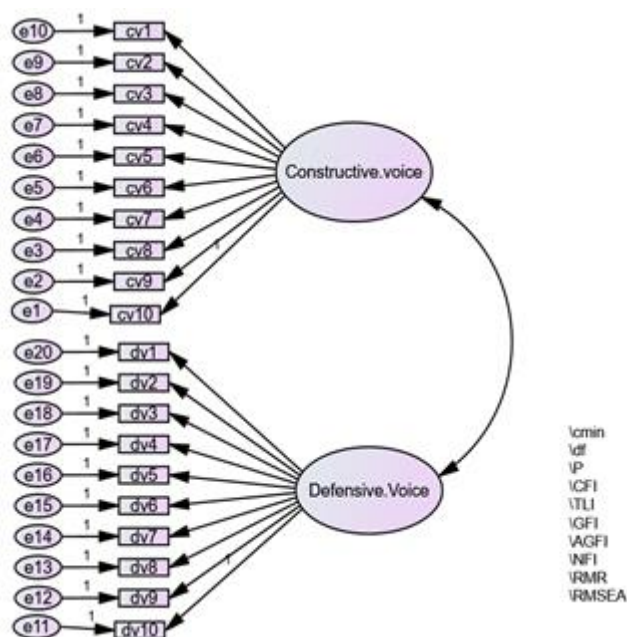 e10 1 cv1
e9 1 cv2
e8 1 cv3
e7 1 cv4
e6 1 cv5
e5 1 cv6
e4 1 cv7
e3 1 cv8 1
e2 1 cv9
e1 1 cv10
Constructive.voice
e20 1 dv1
e19 1 dv2
e18 1 dv3
e17 1 dv4
e16 1 dv5
e15 1 dv6
e14 1 dv7
e13 1 dv8 1
e12 1 dv9
e11 1 dv10
Defensive.Voice
\cmin
\df
\P
\CFI
\TLI
\GFI
\AGFI
\NFI
\RMR
\RMSEA